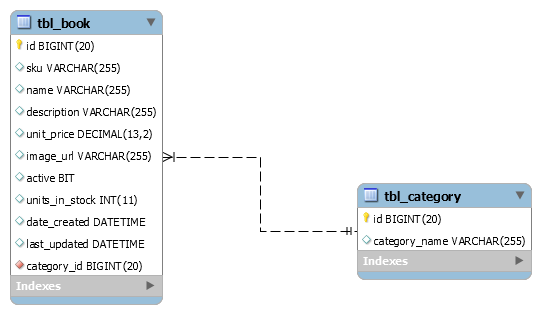 tbl_book
id BIGINT(20)
sku VARCHAR(255)
name VARCHAR(255)
description VARCHAR(255)
unit_price DECIMAL(13,2)
image_url VARCHAR(255)
active BIT
units_in_stock INT(11)
date_created DATETIME
last_updated DATETIME
category_id BIGINT(20)
Indexes
tbl_category
id BIGINT(20)
category_name VARCHAR(255)
Indexes